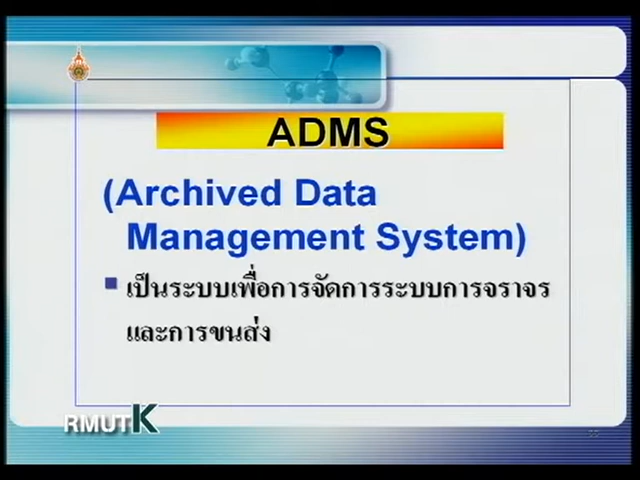 ADMS
(Archived Data
Management System)
เป็นระบบเพื่อการจัดการระบบการจราจร
และการขนส่ง
RMUTK